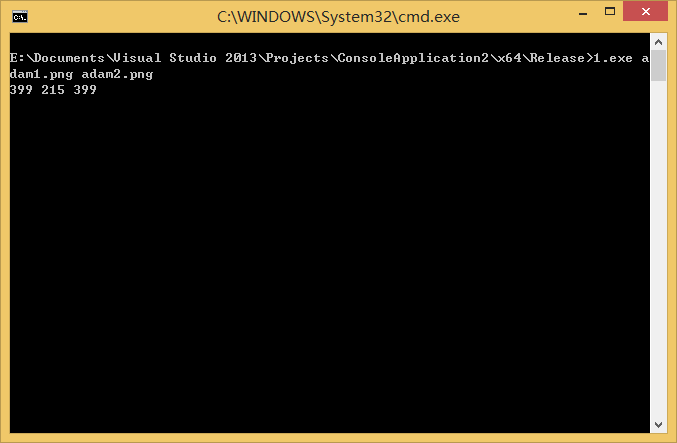 C:\WINDOWS\System32\cmd.exe
E:\Documents\Visual Studio 2013\Projects\ConsoleApplication2\x64\Release>1.exe a
dam1.png adam2.png
399 215 399